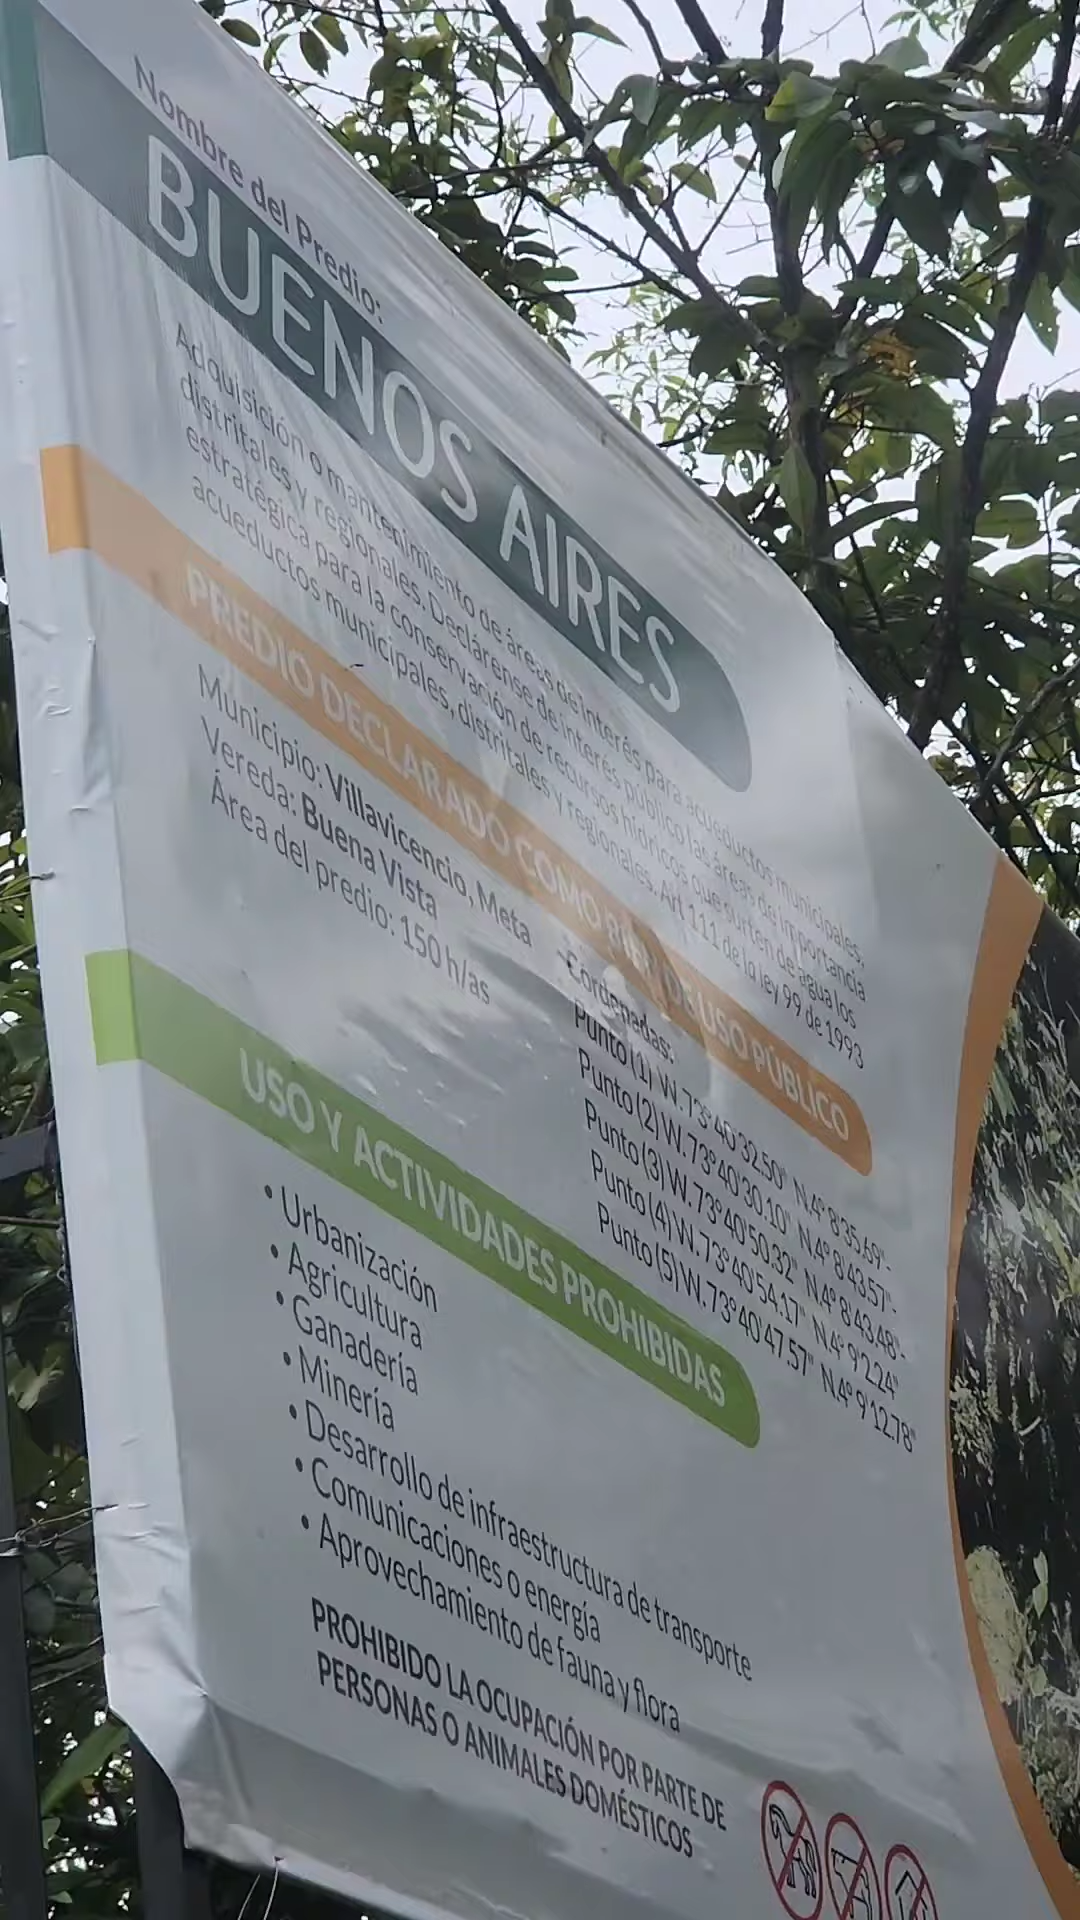 Nombre del Predio:
BUENOS AIRES
Adquisición o mantenimiento de áreas de interés para acueductos municipales,
distritales y regionales. Declárense de interés público las áreas de importancia
estratégica para la conservación de recursos hídricos que surten de agua los
acueductos municipales, distritales y regionales. Art 111 de la ley 99 de 1993
PREDIO DECLARADO COMO BIEN DE USO PÚBLICO
Municipio: Villavicencio, Meta
Vereda: Buena Vista
Área del predio: 150 h/as
Cordenadas:
Punto (1) W.73°40'32.50" N.4° 8'35.69"-
Punto (2) W.73°40'30.10" N.4° 8'43.57"-
Punto (3) W.73°40'50.32" N.4° 8'43.48"-
Punto (4) W.73°40'54.17" N.4° 9'2.24"
Punto (5) W.73°40'47.57" N.4° 9'12.78"
USO Y ACTIVIDADES PROHIBIDAS
• Urbanización
• Agricultura
• Ganadería
• Minería
• Desarrollo de infraestructura de transporte
• Comunicaciones o energía
• Aprovechamiento de fauna y flora
PROHIBIDO LA OCUPACIÓN POR PARTE DE
PERSONAS O ANIMALES DOMÉSTICOS